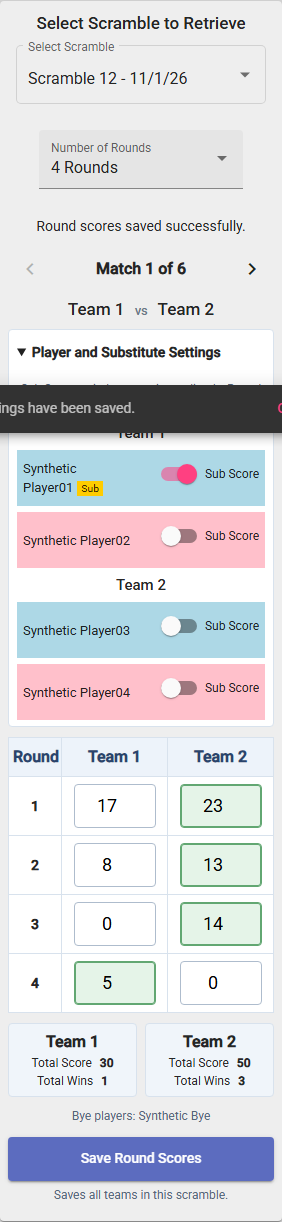 Select Scramble to Retrieve
Select Scramble
Scramble 12 - 11/1/26
Number of Rounds
4 Rounds
Round scores saved successfully.
Match 1 of 6
Team 1 vs Team 2
Player and Substitute Settings
ings have been saved.
Team 1
Synthetic
Player01 Sub
Sub Score
Synthetic Player02
Sub Score
Team 2
Synthetic Player03
Sub Score
Synthetic Player04
Sub Score
Round Team 1 Team 2
1 17 23
2 8 13
3 0 14
4 5 0
Team 1 Team 2
Total Score 30 Total Score 50
Total Wins 1 Total Wins 3
Bye players: Synthetic Bye
Save Round Scores
Saves all teams in this scramble.